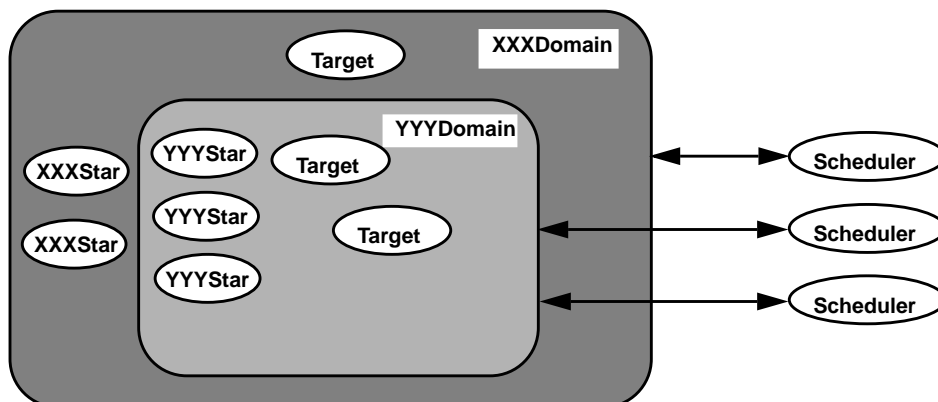 XXXDomain
Target
YYYDomain
YYYStar
Target
Scheduler
XXXStar
YYYStar
Target
Scheduler
XXXStar
YYYStar
Scheduler